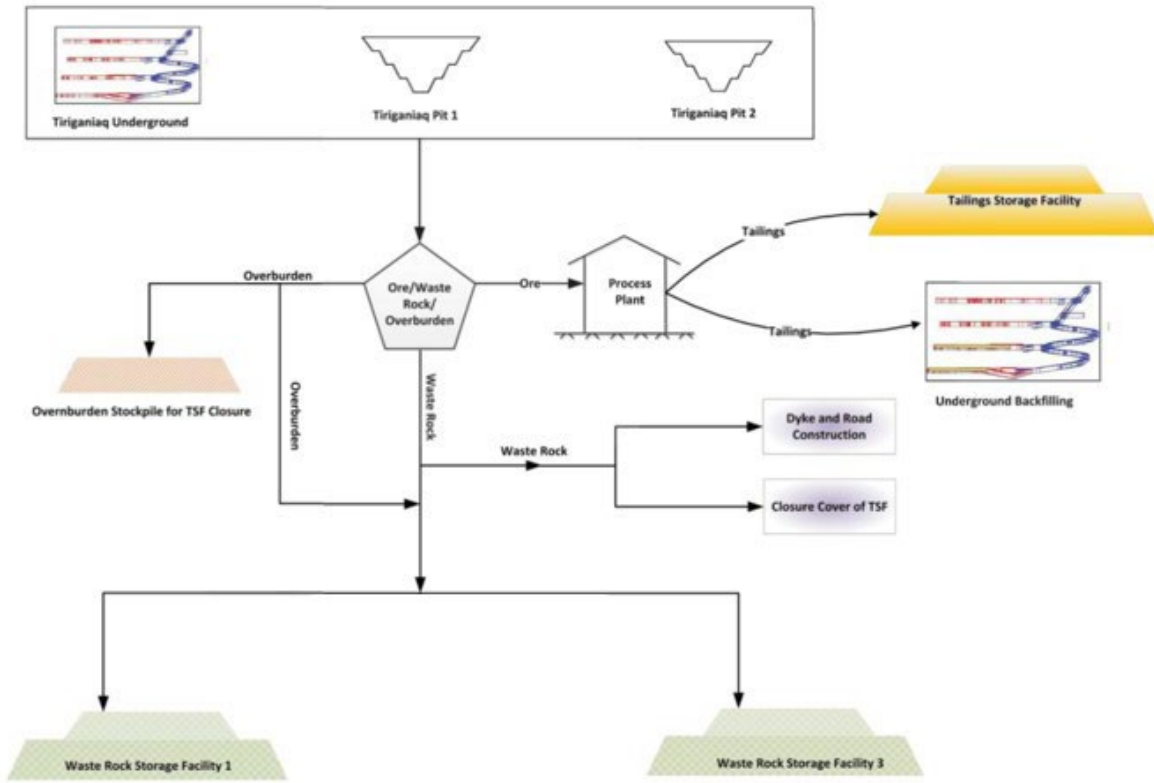 Tiriganiaq Underground
Tiriganiaq Pit 1
Tiriganiaq Pit 2
Tailings Storage Facility
Tailings
Overburden
Ore/Waste
Rock/
Overburden
Ore
Process
Plant
Tailings
Underground Backfilling
Overnburden Stockpile for TSF Closure
Overburden
Waste Rock
Dyke and Road
Construction
Waste Rock
Closure Cover of TSF
Waste Rock Storage Facility 1
Waste Rock Storage Facility 3